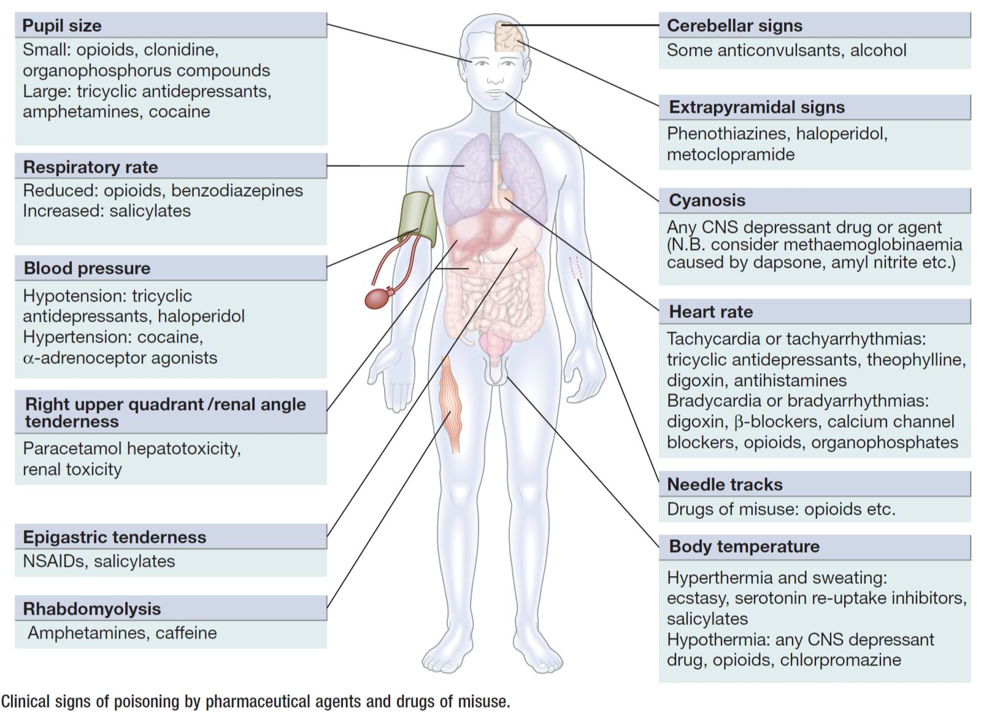 Pupil size
Small: opioids, clonidine,
organophosphorus compounds
Large: tricyclic antidepressants,
amphetamines, cocaine
Respiratory rate
Reduced: opioids, benzodiazepines
Increased: salicylates
Blood pressure
Hypotension: tricyclic
antidepressants, haloperidol
Hypertension: cocaine,
α-adrenoceptor agonists
Right upper quadrant/renal angle
tenderness
Paracetamol hepatotoxicity,
renal toxicity
Epigastric tenderness
NSAIDs, salicylates
Rhabdomyolysis
Amphetamines, caffeine
Cerebellar signs
Some anticonvulsants, alcohol
Extrapyramidal signs
Phenothiazines, haloperidol,
metoclopramide
Cyanosis
Any CNS depressant drug or agent
(N.B. consider methaemoglobinaemia
caused by dapsone, amyl nitrite etc.)
Heart rate
Tachycardia or tachyarrhythmias:
tricyclic antidepressants, theophylline,
digoxin, antihistamines
Bradycardia or bradyarrhythmias:
digoxin, β-blockers, calcium channel
blockers, opioids, organophosphates
Needle tracks
Drugs of misuse: opioids etc.
Body temperature
Hyperthermia and sweating:
ecstasy, serotonin re-uptake inhibitors,
salicylates
Hypothermia: any CNS depressant
drug, opioids, chlorpromazine
Clinical signs of poisoning by pharmaceutical agents and drugs of misuse.